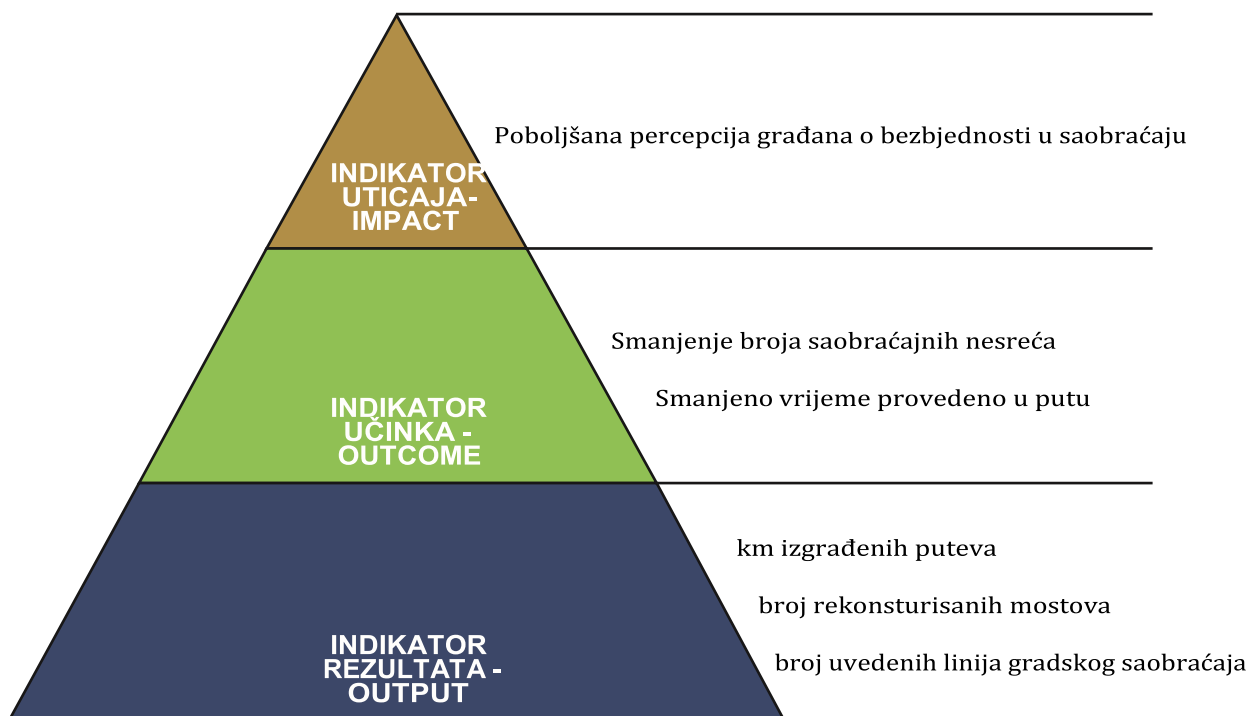 Poboljšana percepcija građana o bezbjednosti u saobraćaju
INDIKATOR
UTICAJA-
IMPACT
Smanjenje broja saobraćajnih nesreća
Smanjeno vrijeme provedeno u putu
INDIKATOR
UČINKA -
OUTCOME
km izgrađenih puteva
broj rekonsturisanih mostova
broj uvedenih linija gradskog saobraćaja
INDIKATOR
REZULTATA -
OUTPUT